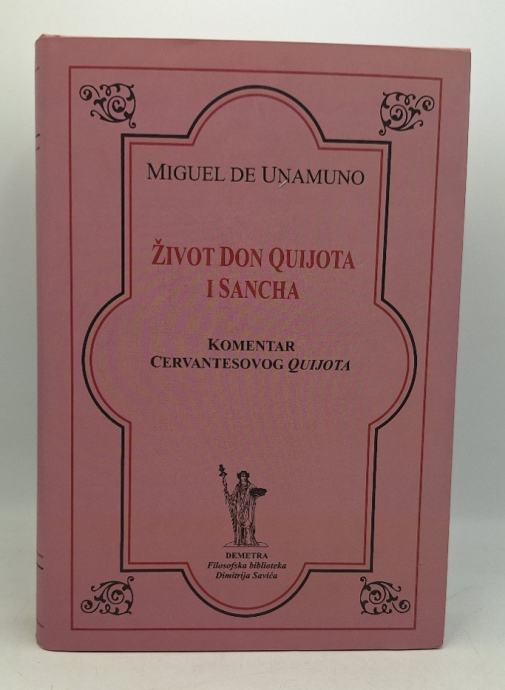 MIGUEL DE UNAMUNO
ŽIVOT DON QUIJOTA
I SANCHA
KOMENTAR
CERVANTESOVOG QUIJOTA
DEMETRA
Filosofska biblioteka
Dimitrija Savića